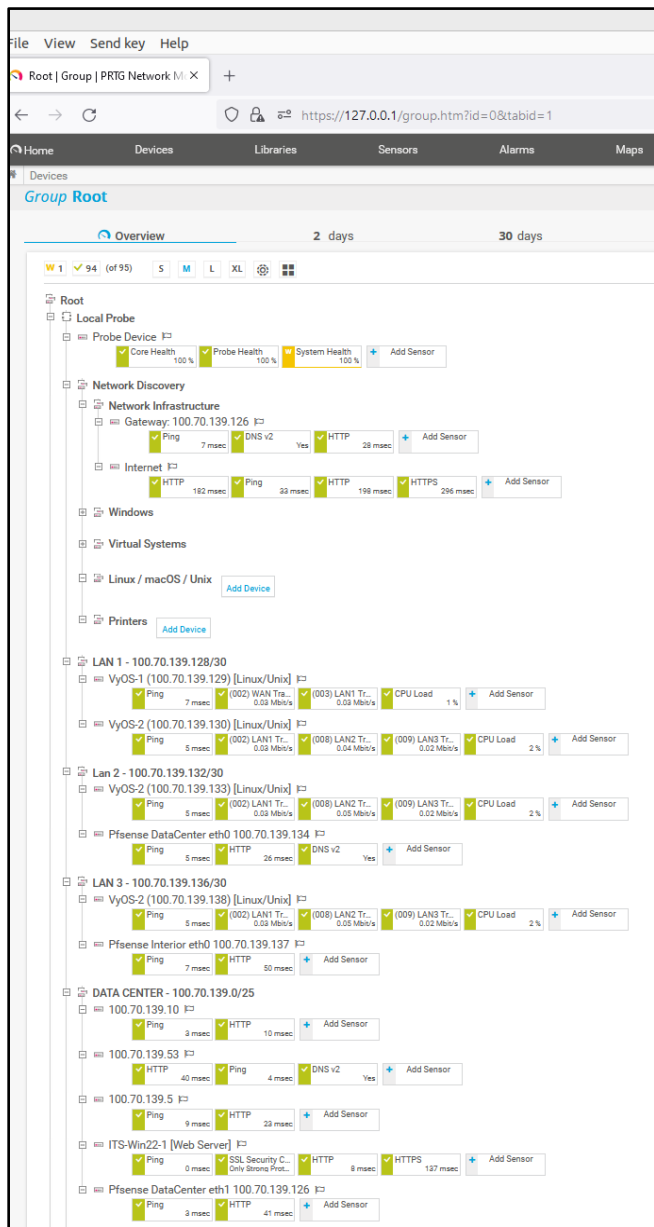 File View Send key Help
Root | Group | PRTG Network M
https://127.0.0.1/group.htm?id=0&tabid=1
Home Devices Libraries Sensors Alarms Maps
Devices
Group Root
Overview 2 days 30 days
W 1 94 (of 95) S M L XL
Root
Local Probe
Probe Device
Core Health 100 % Probe Health 100 % W System Health 100 % + Add Sensor
Network Discovery
Network Infrastructure
Gateway: 100.70.139.126
Ping 7 msec DNS v2 Yes HTTP 28 msec + Add Sensor
Internet
HTTP 182 msec Ping 33 msec HTTP 198 msec HTTPS 296 msec + Add Sensor
Windows
Virtual Systems
Linux / macOS / Unix Add Device
Printers Add Device
LAN 1 - 100.70.139.128/30
VyOS-1 (100.70.139.129) [Linux/Unix]
Ping 7 msec (002) WAN Tra... 0.03 Mbit/s (003) LAN1 Tr... 0.03 Mbit/s CPU Load 1 % + Add Sensor
VyOS-2 (100.70.139.130) [Linux/Unix]
Ping 5 msec (002) LAN1 Tr... 0.03 Mbit/s (008) LAN2 Tr... 0.04 Mbit/s (009) LAN3 Tr... 0.02 Mbit/s CPU Load 2 % + Add Sensor
Lan 2 - 100.70.139.132/30
VyOS-2 (100.70.139.133) [Linux/Unix]
Ping 5 msec (002) LAN1 Tr... 0.03 Mbit/s (008) LAN2 Tr... 0.05 Mbit/s (009) LAN3 Tr... 0.02 Mbit/s CPU Load 2 % + Add Sensor
Pfsense DataCenter eth0 100.70.139.134
Ping 5 msec HTTP 26 msec DNS v2 Yes + Add Sensor
LAN 3 - 100.70.139.136/30
VyOS-2 (100.70.139.138) [Linux/Unix]
Ping 5 msec (002) LAN1 Tr... 0.03 Mbit/s (008) LAN2 Tr... 0.05 Mbit/s (009) LAN3 Tr... 0.02 Mbit/s CPU Load 2 % + Add Sensor
Pfsense Interior eth0 100.70.139.137
Ping 7 msec HTTP 50 msec + Add Sensor
DATA CENTER - 100.70.139.0/25
100.70.139.10
Ping 3 msec HTTP 10 msec + Add Sensor
100.70.139.53
HTTP 40 msec Ping 4 msec DNS v2 Yes + Add Sensor
100.70.139.5
Ping 9 msec HTTP 23 msec + Add Sensor
ITS-Win22-1 [Web Server]
Ping 0 msec SSL Security C... Only Strong Prot... HTTP 8 msec HTTPS 137 msec + Add Sensor
Pfsense DataCenter eth1 100.70.139.126
Ping 3 msec HTTP 41 msec + Add Sensor